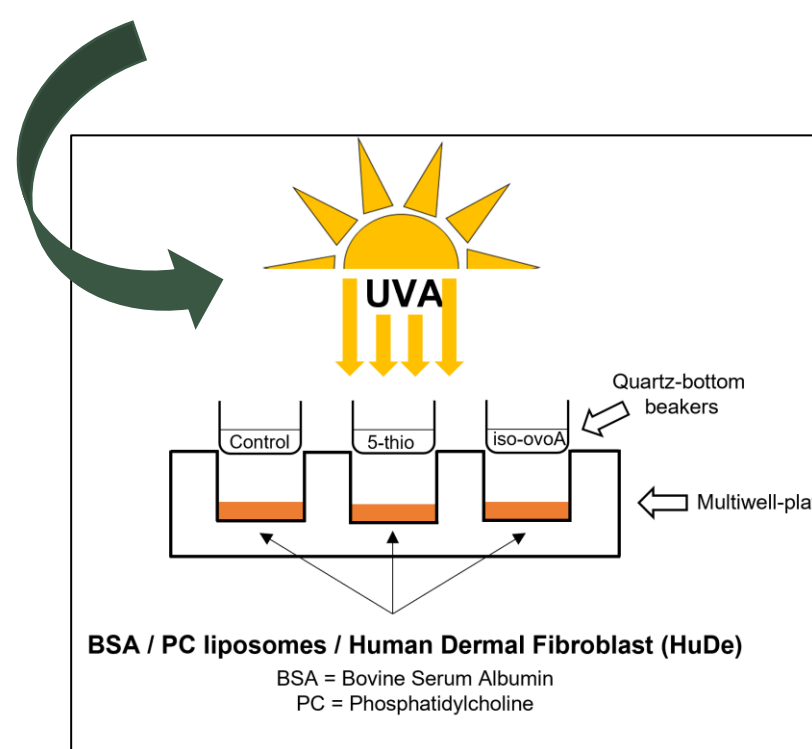 UVA
Quartz-bottom
beakers
Control
5-thio
iso-ovoA
Multiwell-pla
BSA / PC liposomes / Human Dermal Fibroblast (HuDe)
BSA = Bovine Serum Albumin
PC = Phosphatidylcholine